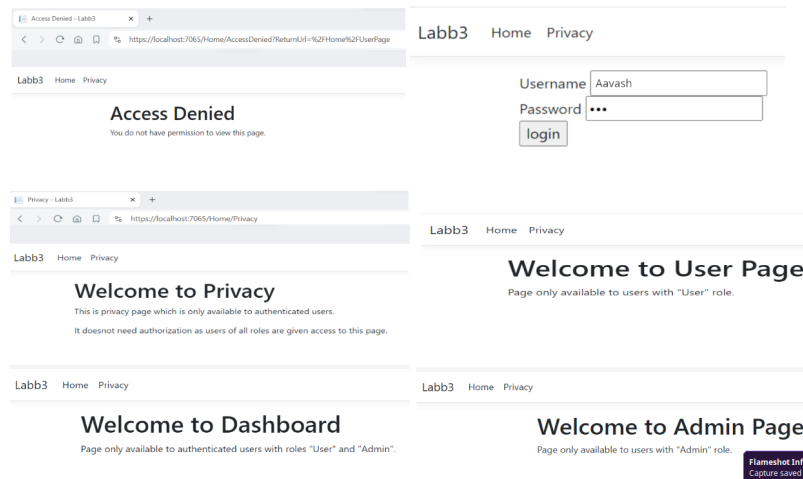 Access Denied - Labb3
https://localhost:7065/Home/AccessDenied?ReturnUrl=%2FHome%2FUserPage
Labb3 Home Privacy
Access Denied
You do not have permission to view this page.
Labb3 Home Privacy
Username Aavash
Password •••
login
Privacy - Labb3
https://localhost:7065/Home/Privacy
Labb3 Home Privacy
Welcome to Privacy
This is privacy page which is only available to authenticated users.
It doesnot need authorization as users of all roles are given access to this page.
Labb3 Home Privacy
Welcome to User Page
Page only available to users with "User" role.
Labb3 Home Privacy
Welcome to Dashboard
Page only available to authenticated users with roles "User" and "Admin".
Labb3 Home Privacy
Welcome to Admin Page
Page only available to users with "Admin" role.
Flameshot Inf
Capture saved